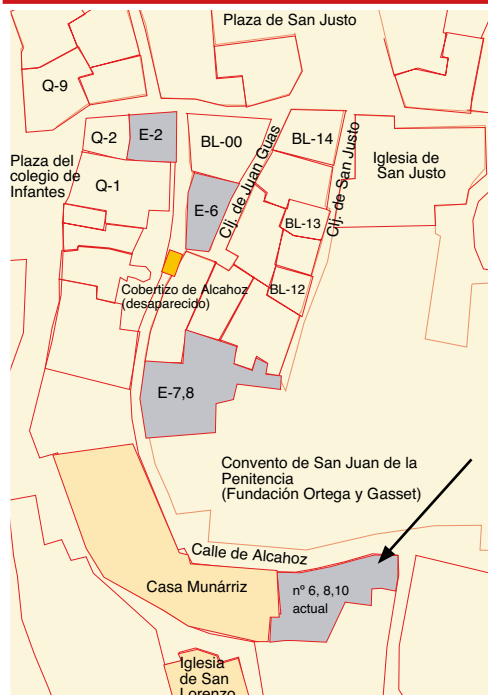 Plaza de San Justo
Q-9
Q-2
E-2
BL-00
BL-14
Plaza del
colegio de
Infantes
Q-1
Iglesia de
San Justo
Cllj. de Juan Guas
Cllj. de San Justo
E-6
BL-13
Cobertizo de Alcahoz
(desaparecido)
BL-12
E-7,8
Convento de San Juan de la
Penitencia
(Fundación Ortega y Gasset)
Calle de Alcahoz
Casa Munárriz
nº 6, 8,10
actual
Iglesia
de San
Lorenzo